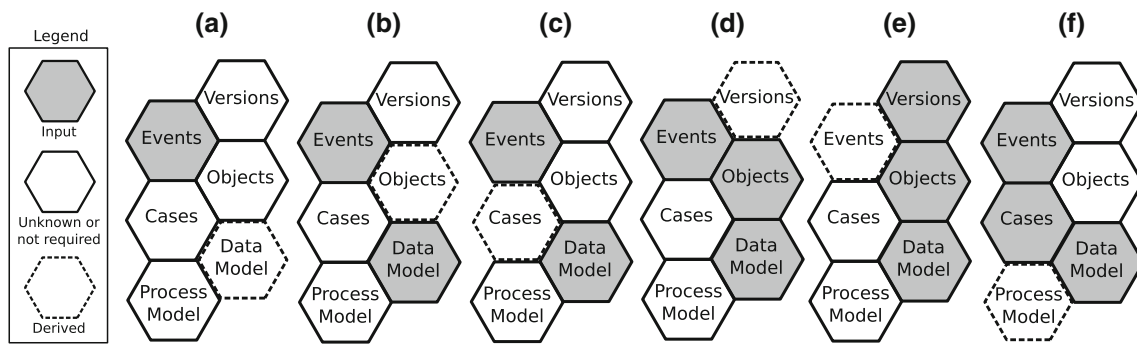 Legend
Input
Unknown or
not required
Derived
(a)
Versions
Events
Objects
Cases
Data
Model
Process
Model
(b)
Versions
Events
Objects
Cases
Data
Model
Process
Model
(c)
Versions
Events
Objects
Cases
Data
Model
Process
Model
(d)
Versions
Events
Objects
Cases
Data
Model
Process
Model
(e)
Versions
Events
Objects
Cases
Data
Model
Process
Model
(f)
Versions
Events
Objects
Cases
Data
Model
Process
Model